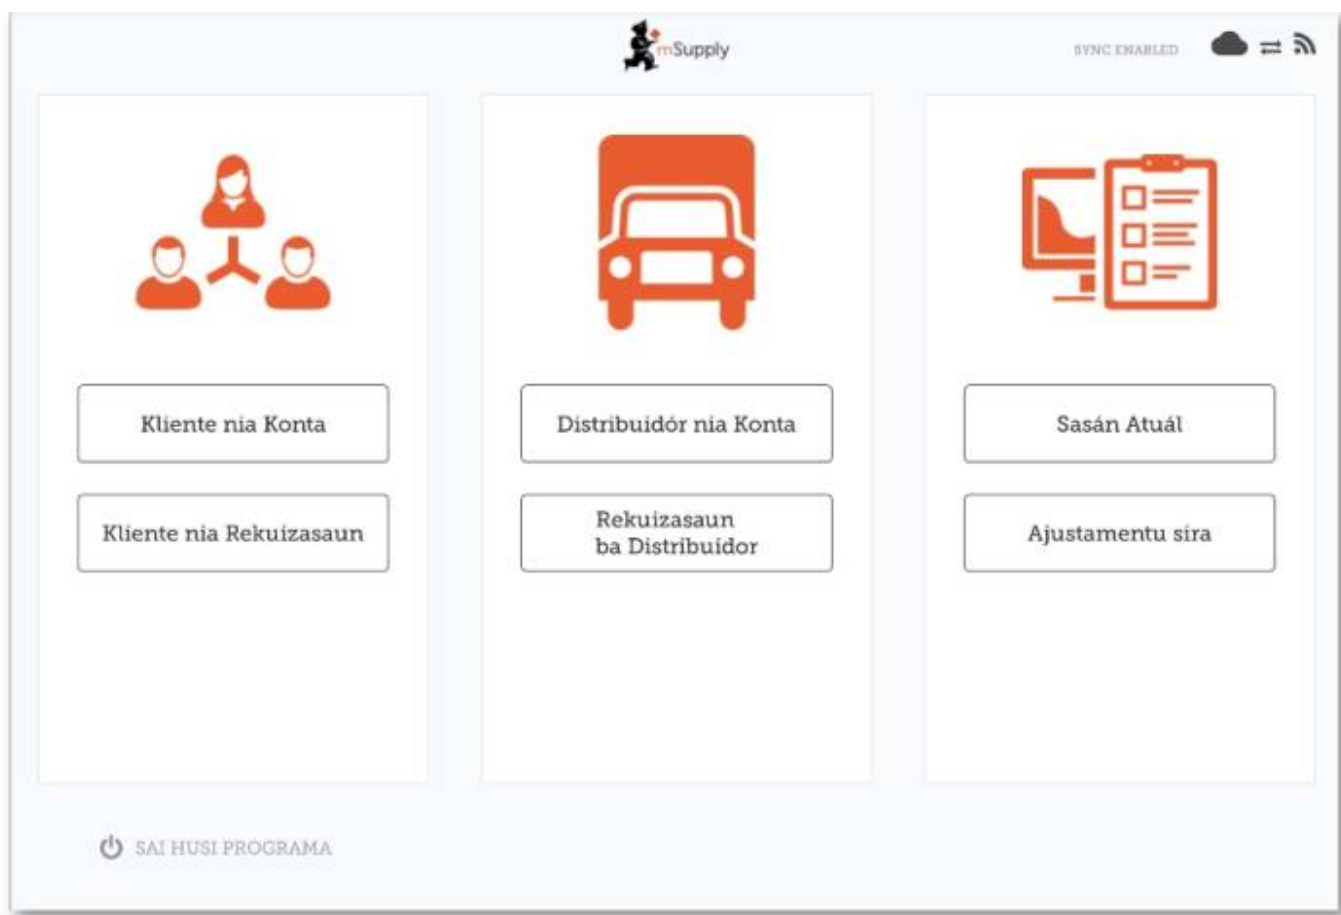 mSupply
SYNC ENABLED
Kliente nia Konta
Kliente nia Rekuizasaun
Distribuidór nia Konta
Rekuizasaun
ba Distribuidor
Sasán Atuál
Ajustamentu sira
SAI HUSI PROGRAMA